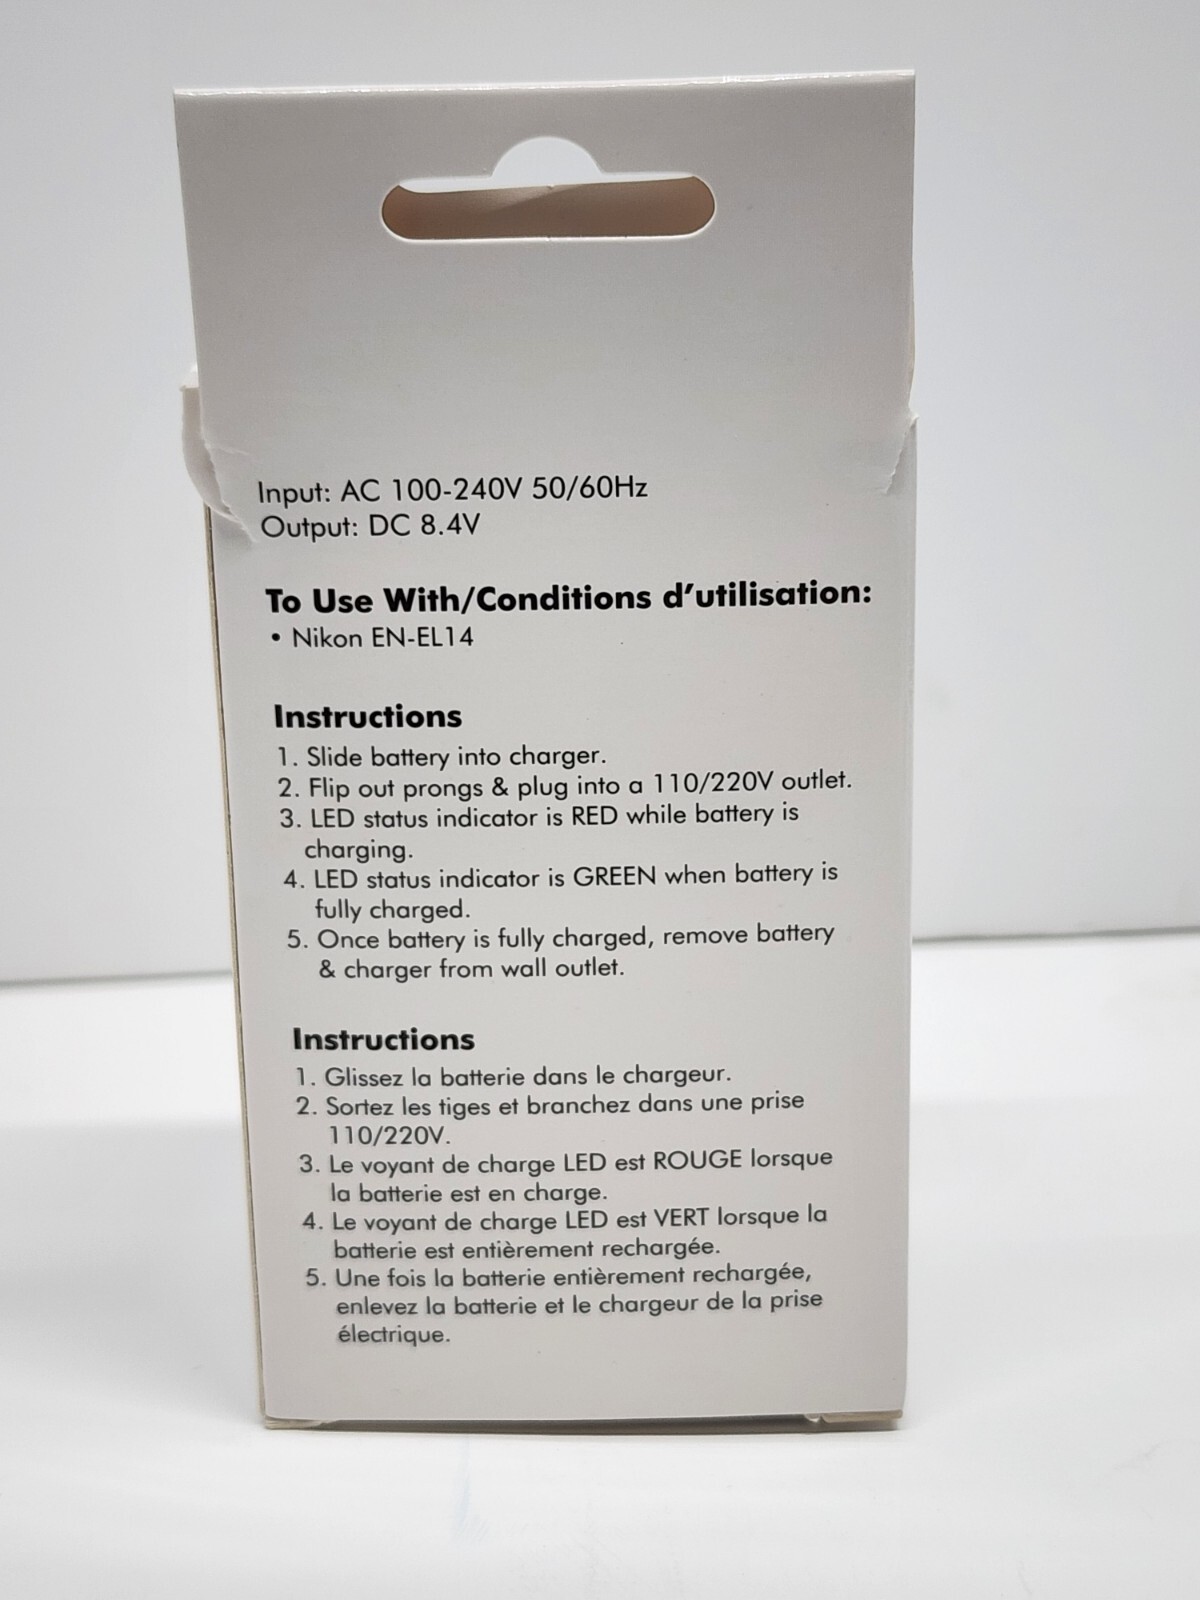 Input: AC 100-240V 50/60Hz
Output: DC 8.4V
To Use With/Conditions d'utilisation:
• Nikon EN-EL14
Instructions
1. Slide battery into charger.
2. Flip out prongs & plug into a 110/220V outlet.
3. LED status indicator is RED while battery is
charging.
4. LED status indicator is GREEN when battery is
fully charged.
5. Once battery is fully charged, remove battery
& charger from wall outlet.
Instructions
1. Glissez la batterie dans le chargeur.
2. Sortez les tiges et branchez dans une prise
110/220V.
3. Le voyant de charge LED est ROUGE lorsque
la batterie est en charge.
4. Le voyant de charge LED est VERT lorsque la
batterie est entièrement rechargée.
5. Une fois la batterie entièrement rechargée,
enlevez la batterie et le chargeur de la prise
électrique.